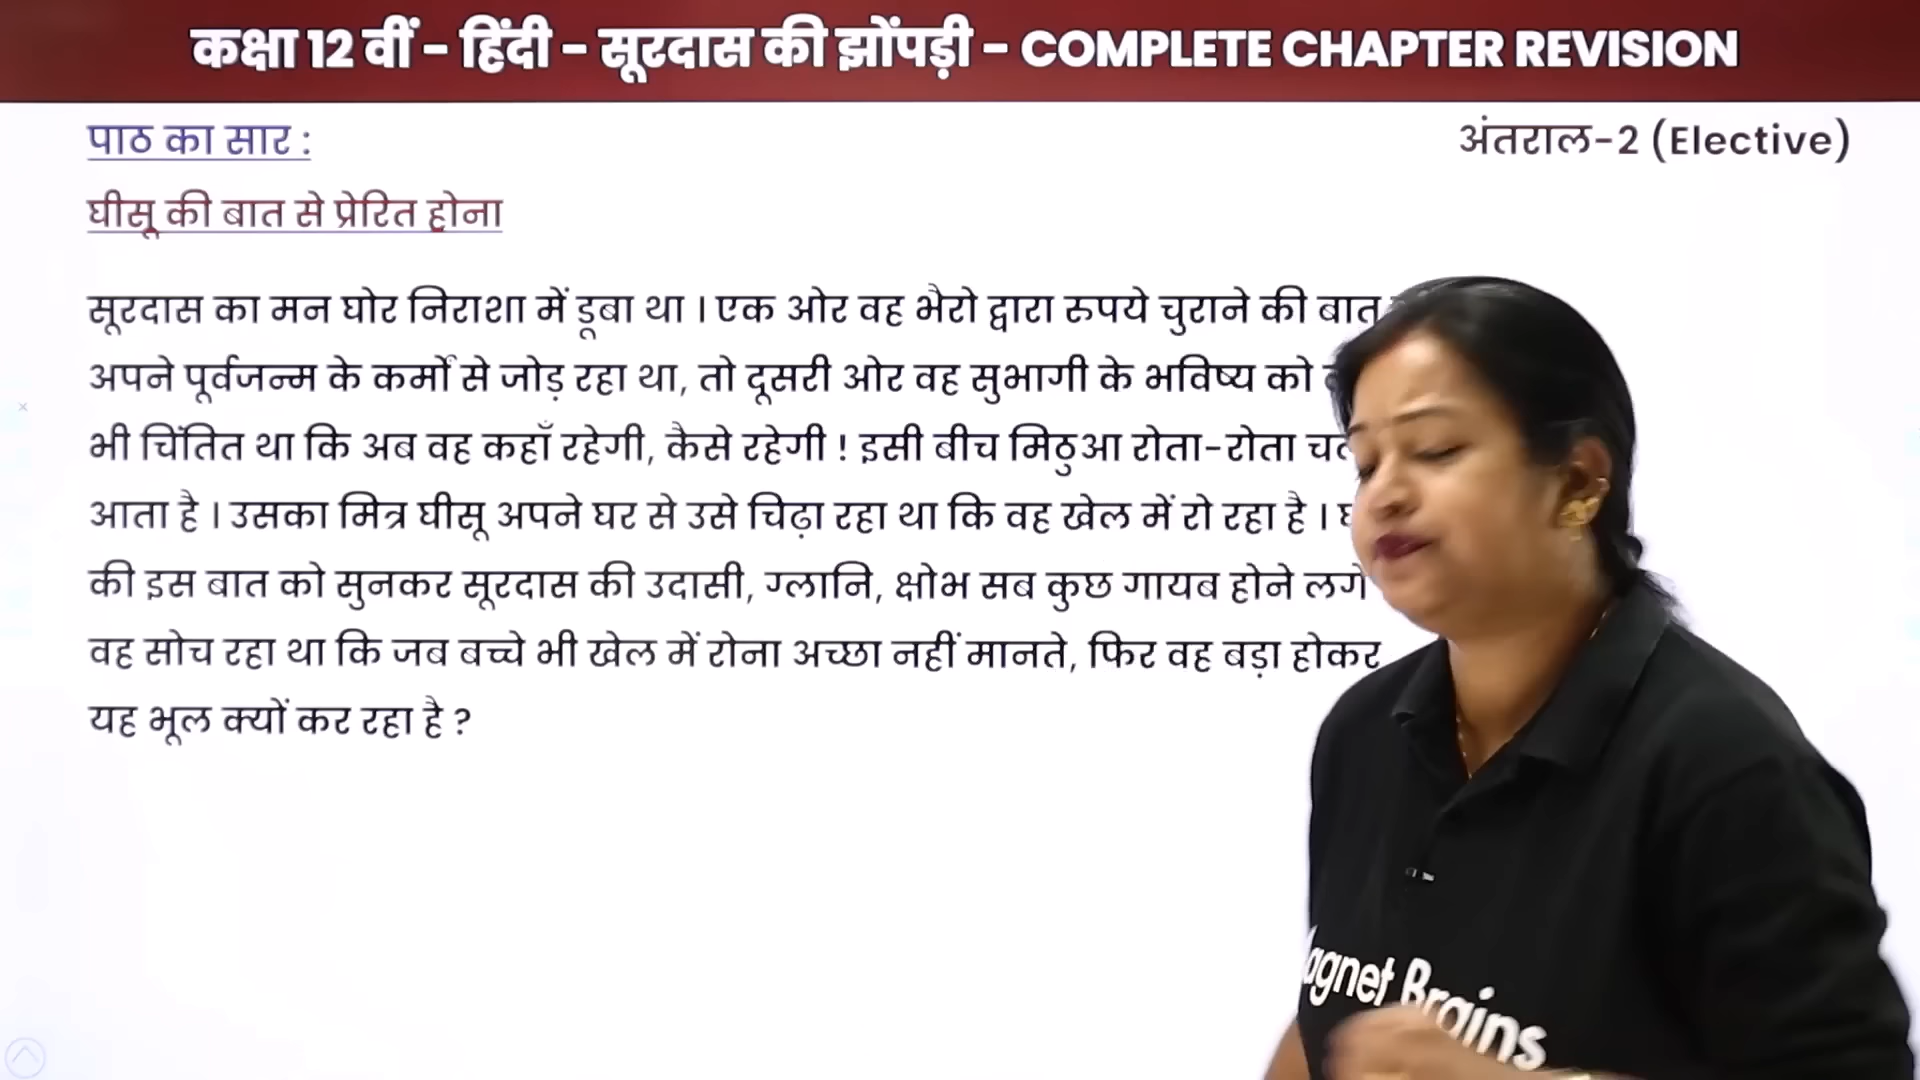 कक्षा 12 वीं - हिंदी - सूरदास की झोंपड़ी - COMPLETE CHAPTER REVISION
पाठ का सार :
अंतराल-2 (Elective)
घीसू की बात से प्रेरित होना
सूरदास का मन घोर निराशा में डूबा था । एक ओर वह भैरो द्वारा रुपये चुराने की बात
अपने पूर्वजन्म के कर्मों से जोड़ रहा था, तो दूसरी ओर वह सुभागी के भविष्य को
भी चिंतित था कि अब वह कहाँ रहेगी, कैसे रहेगी ! इसी बीच मिठुआ रोता-रोता
आता है । उसका मित्र घीसू अपने घर से उसे चिढ़ा रहा था कि वह खेल में रो रहा है ।
की इस बात को सुनकर सूरदास की उदासी, ग्लानि, क्षोभ सब कुछ गायब होने लगे
वह सोच रहा था कि जब बच्चे भी खेल में रोना अच्छा नहीं मानते, फिर वह बड़ा होकर
यह भूल क्यों कर रहा है ?
agnet Brains